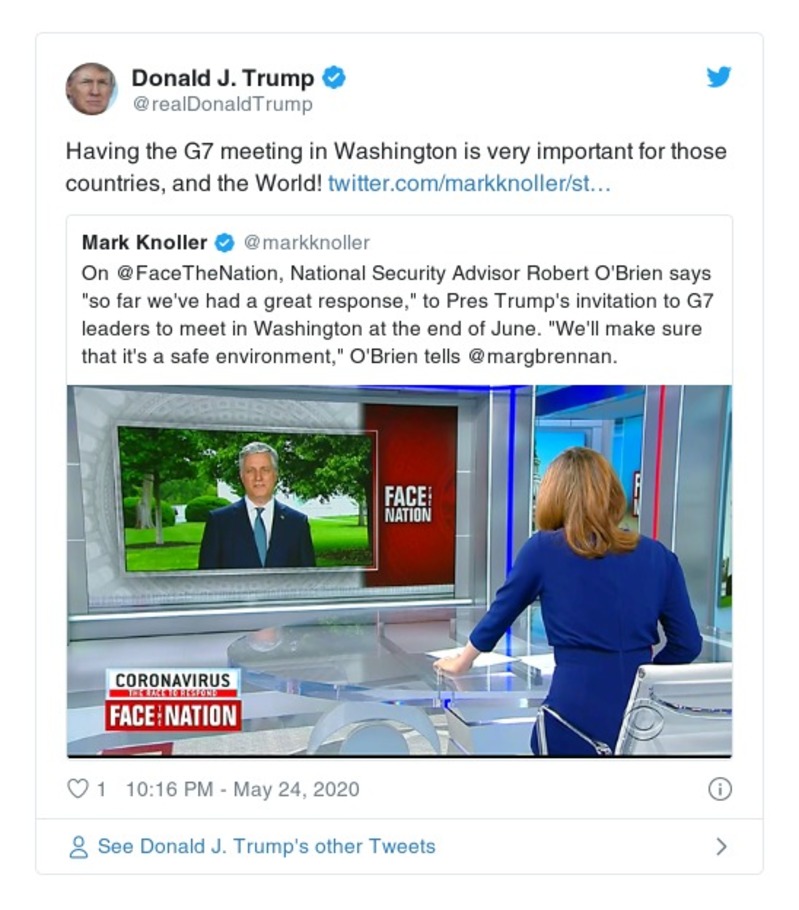 Donald J. Trump
@realDonaldTrump
Having the G7 meeting in Washington is very important for those
countries, and the World! twitter.com/markknoller/st…
Mark Knoller @markknoller
On @FaceTheNation, National Security Advisor Robert O'Brien says
"so far we've had a great response," to Pres Trump's invitation to G7
leaders to meet in Washington at the end of June. "We'll make sure
that it's a safe environment," O'Brien tells @margbrennan.
FACE THE
NATION
CORONAVIRUS
THE RACE TO RESPOND
FACE THE NATION
1 10:16 PM - May 24, 2020
See Donald J. Trump's other Tweets